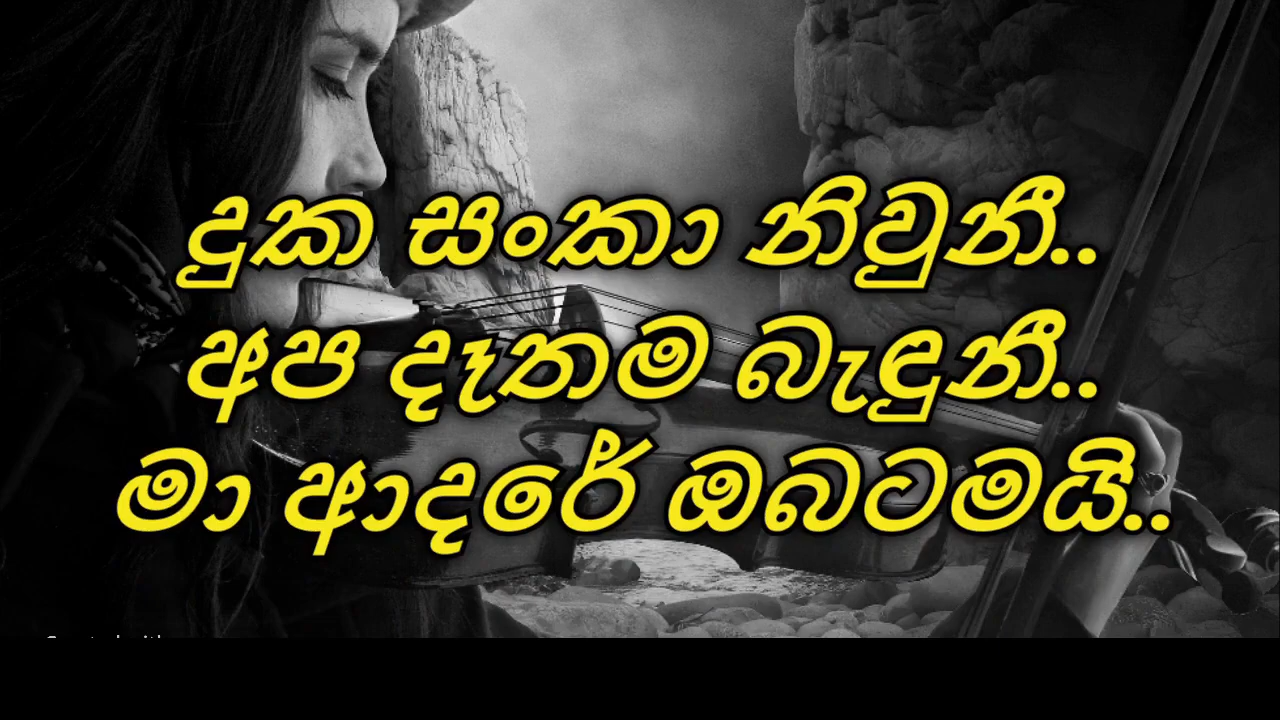 දුක සංකා නිවුනී..
අප දෑතම බැඳුනී..
මා ආදරේ ඔබටමයි..